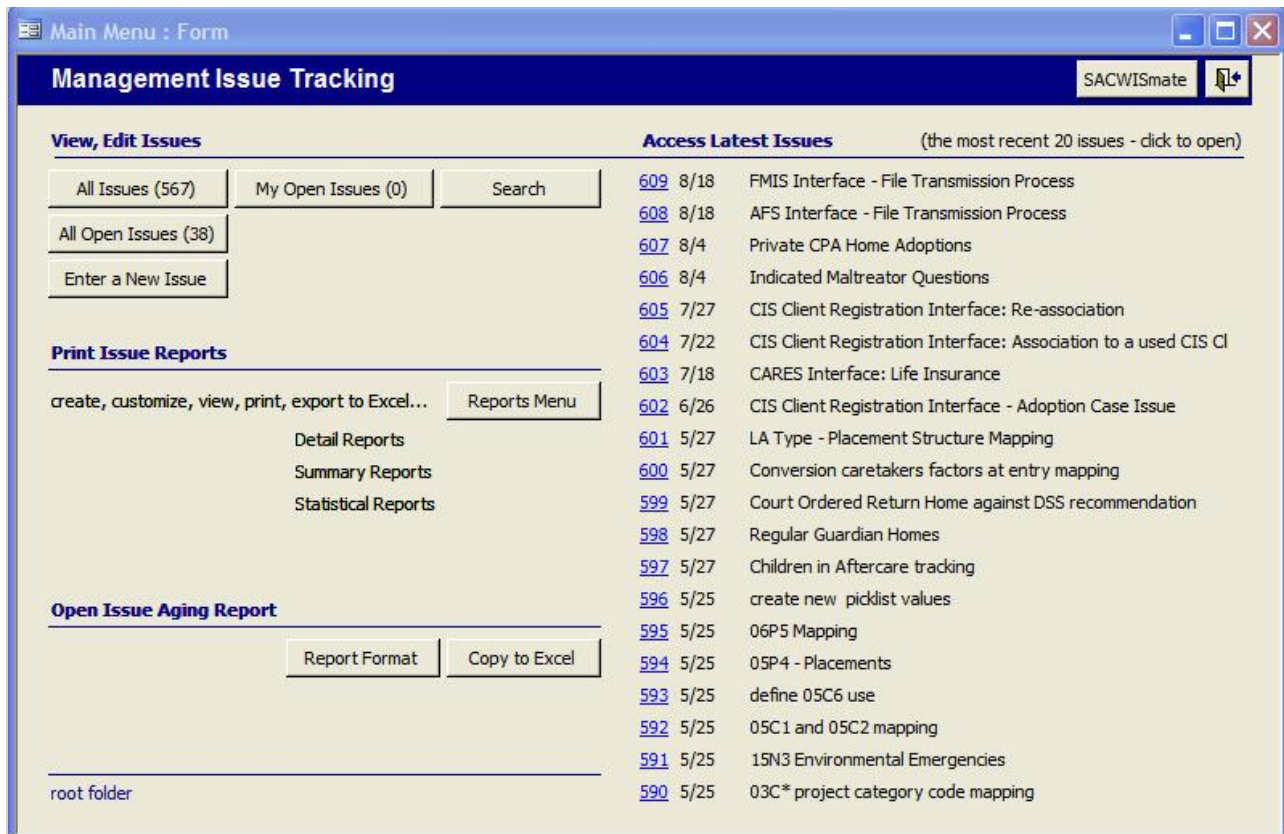 Main Menu : Form
Management Issue Tracking
SACWISmate
View, Edit Issues
All Issues (567) My Open Issues (0) Search
All Open Issues (38)
Enter a New Issue
Print Issue Reports
create, customize, view, print, export to Excel... Reports Menu
Detail Reports
Summary Reports
Statistical Reports
Open Issue Aging Report
Report Format Copy to Excel
root folder
Access Latest Issues (the most recent 20 issues - click to open)
609 8/18 FMIS Interface - File Transmission Process
608 8/18 AFS Interface - File Transmission Process
607 8/4 Private CPA Home Adoptions
606 8/4 Indicated Maltreator Questions
605 7/27 CIS Client Registration Interface: Re-association
604 7/22 CIS Client Registration Interface: Association to a used CIS Cl
603 7/18 CARES Interface: Life Insurance
602 6/26 CIS Client Registration Interface - Adoption Case Issue
601 5/27 LA Type - Placement Structure Mapping
600 5/27 Conversion caretakers factors at entry mapping
599 5/27 Court Ordered Return Home against DSS recommendation
598 5/27 Regular Guardian Homes
597 5/27 Children in Aftercare tracking
596 5/25 create new picklist values
595 5/25 06P5 Mapping
594 5/25 05P4 - Placements
593 5/25 define 05C6 use
592 5/25 05C1 and 05C2 mapping
591 5/25 15N3 Environmental Emergencies
590 5/25 03C* project category code mapping